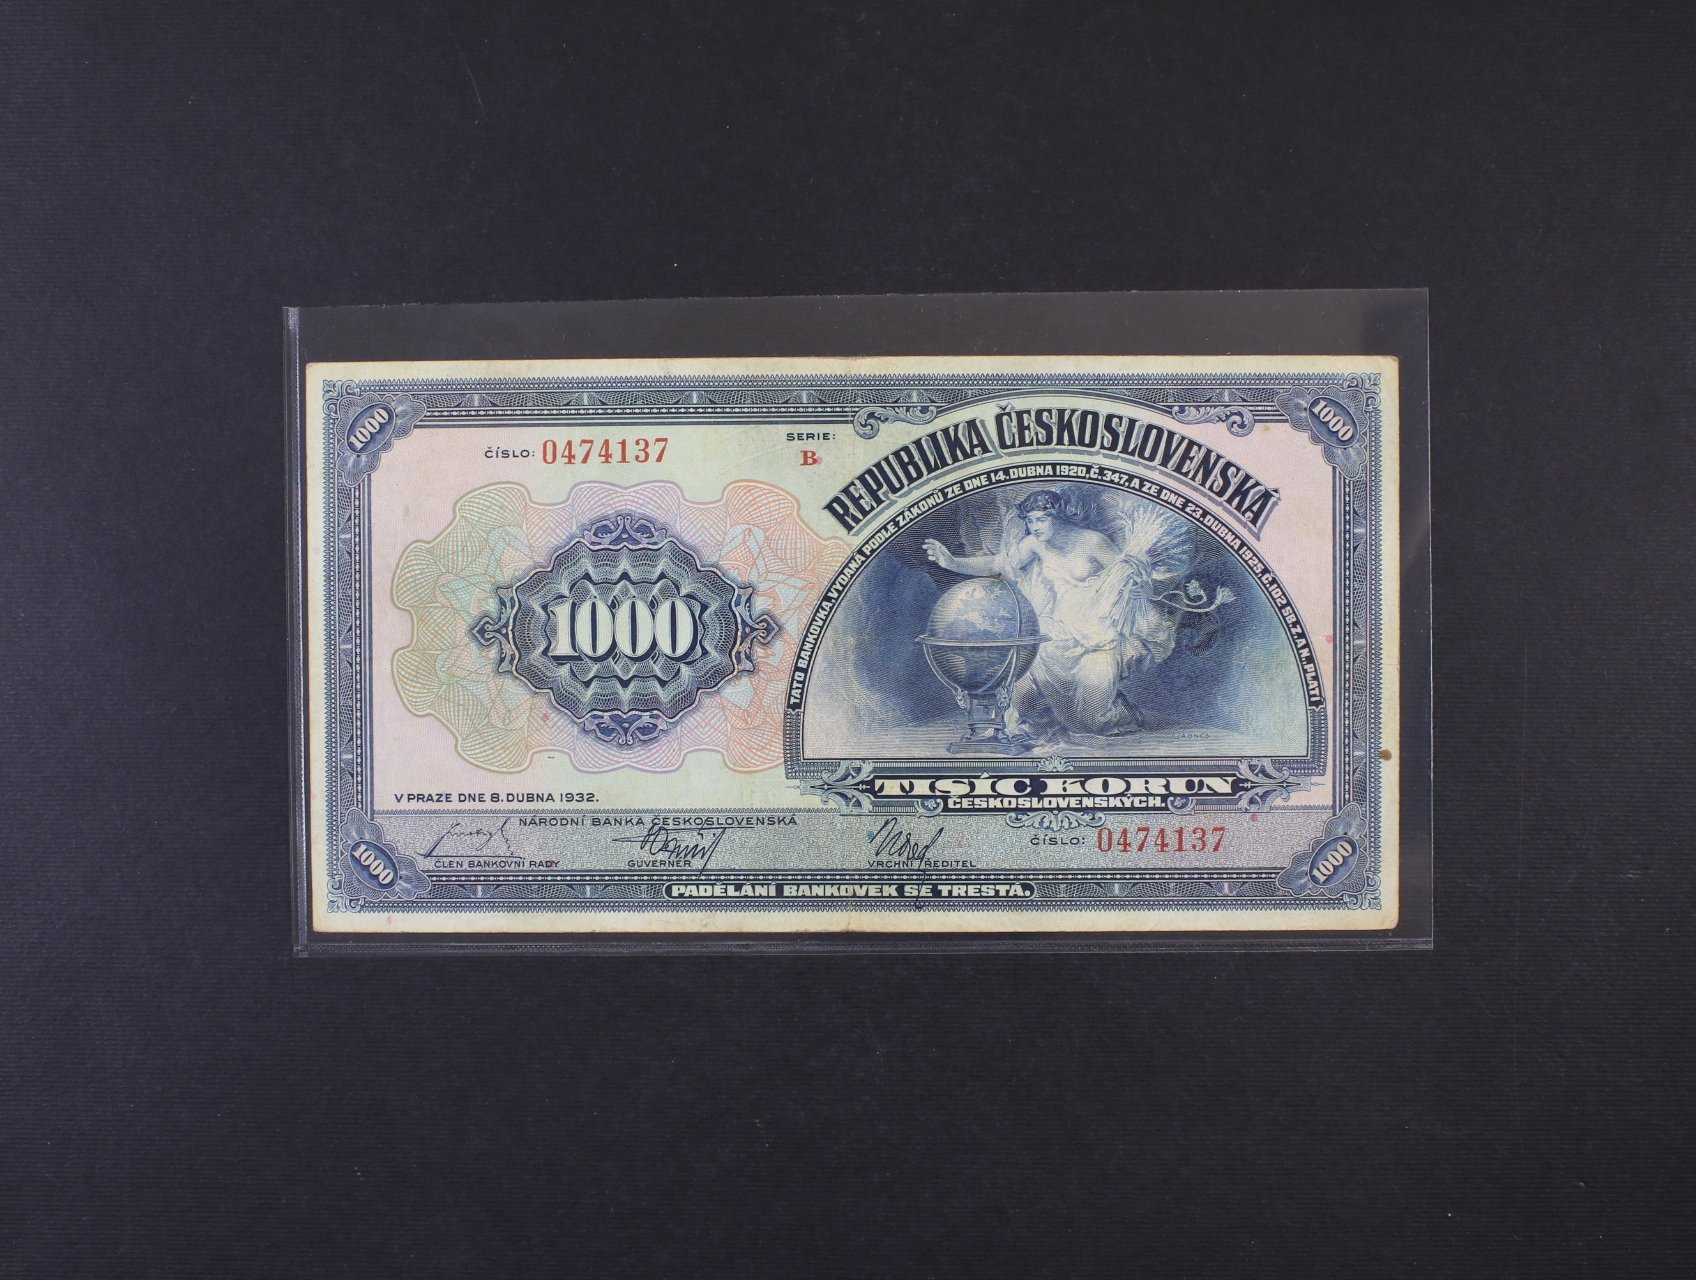 1000
1000
ČÍSLO: 0474137
SERIE:
B
REPUBLIKA ČESKOSLOVENSKÁ
TATO BANKOVKA, VYDANÁ PODLE ZÁKONŮ ZE DNE 14. DUBNA 1920, Č. 347, A ZE DNE 23. DUBNA 1925, Č. 102 SB. Z. A N., PLATÍ
1000
TISÍC KORUN
ČESKOSLOVENSKÝCH.
V PRAZE DNE 8. DUBNA 1932.
NÁRODNÍ BANKA ČESKOSLOVENSKÁ
ČÍSLO: 0474137
ČLEN BANKOVNÍ RADY
GUVERNÉR
VRCHNÍ ŘEDITEL
1000
1000
PADĚLÁNÍ BANKOVEK SE TRESTÁ.